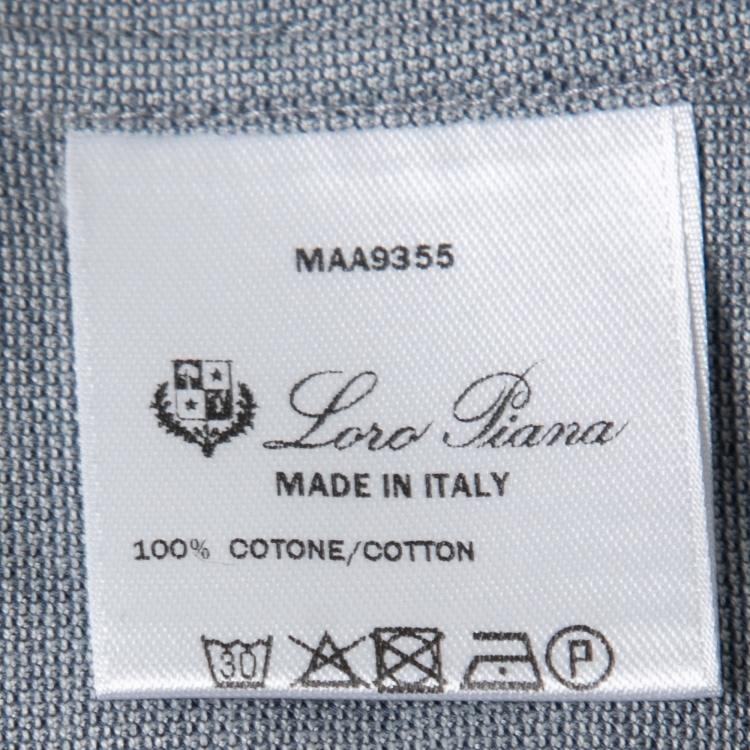 MAA9355
Loro Piana
MADE IN ITALY
100% COTONE/COTTON
30 P